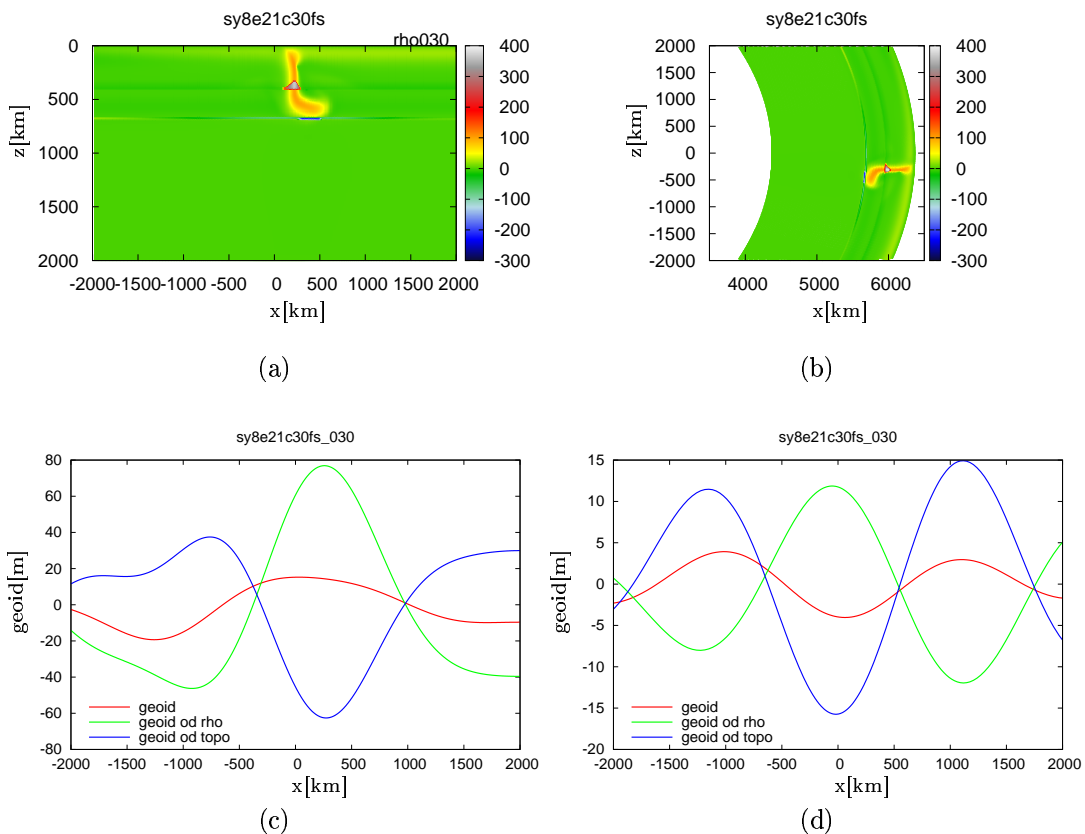 sy8e21c30fs
rho030
0
500
1000
1500
2000
z[km]
-2000-1500-1000 -500 0 500 1000 1500 2000
x[km]
400
300
200
100
0
-100
-200
-300
(a)
sy8e21c30fs
2000
1500
1000
500
0
-500
-1000
-1500
-2000
z[km]
4000 5000 6000
x[km]
400
300
200
100
0
-100
-200
-300
(b)
sy8e21c30fs_030
80
60
40
20
0
-20
-40
-60
-80
geoid[m]
geoid
geoid od rho
geoid od topo
-2000 -1500 -1000 -500 0 500 1000 1500 2000
x[km]
(c)
sy8e21c30fs_030
15
10
5
0
-5
-10
-15
-20
geoid[m]
geoid
geoid od rho
geoid od topo
-2000 -1500 -1000 -500 0 500 1000 1500 2000
x[km]
(d)